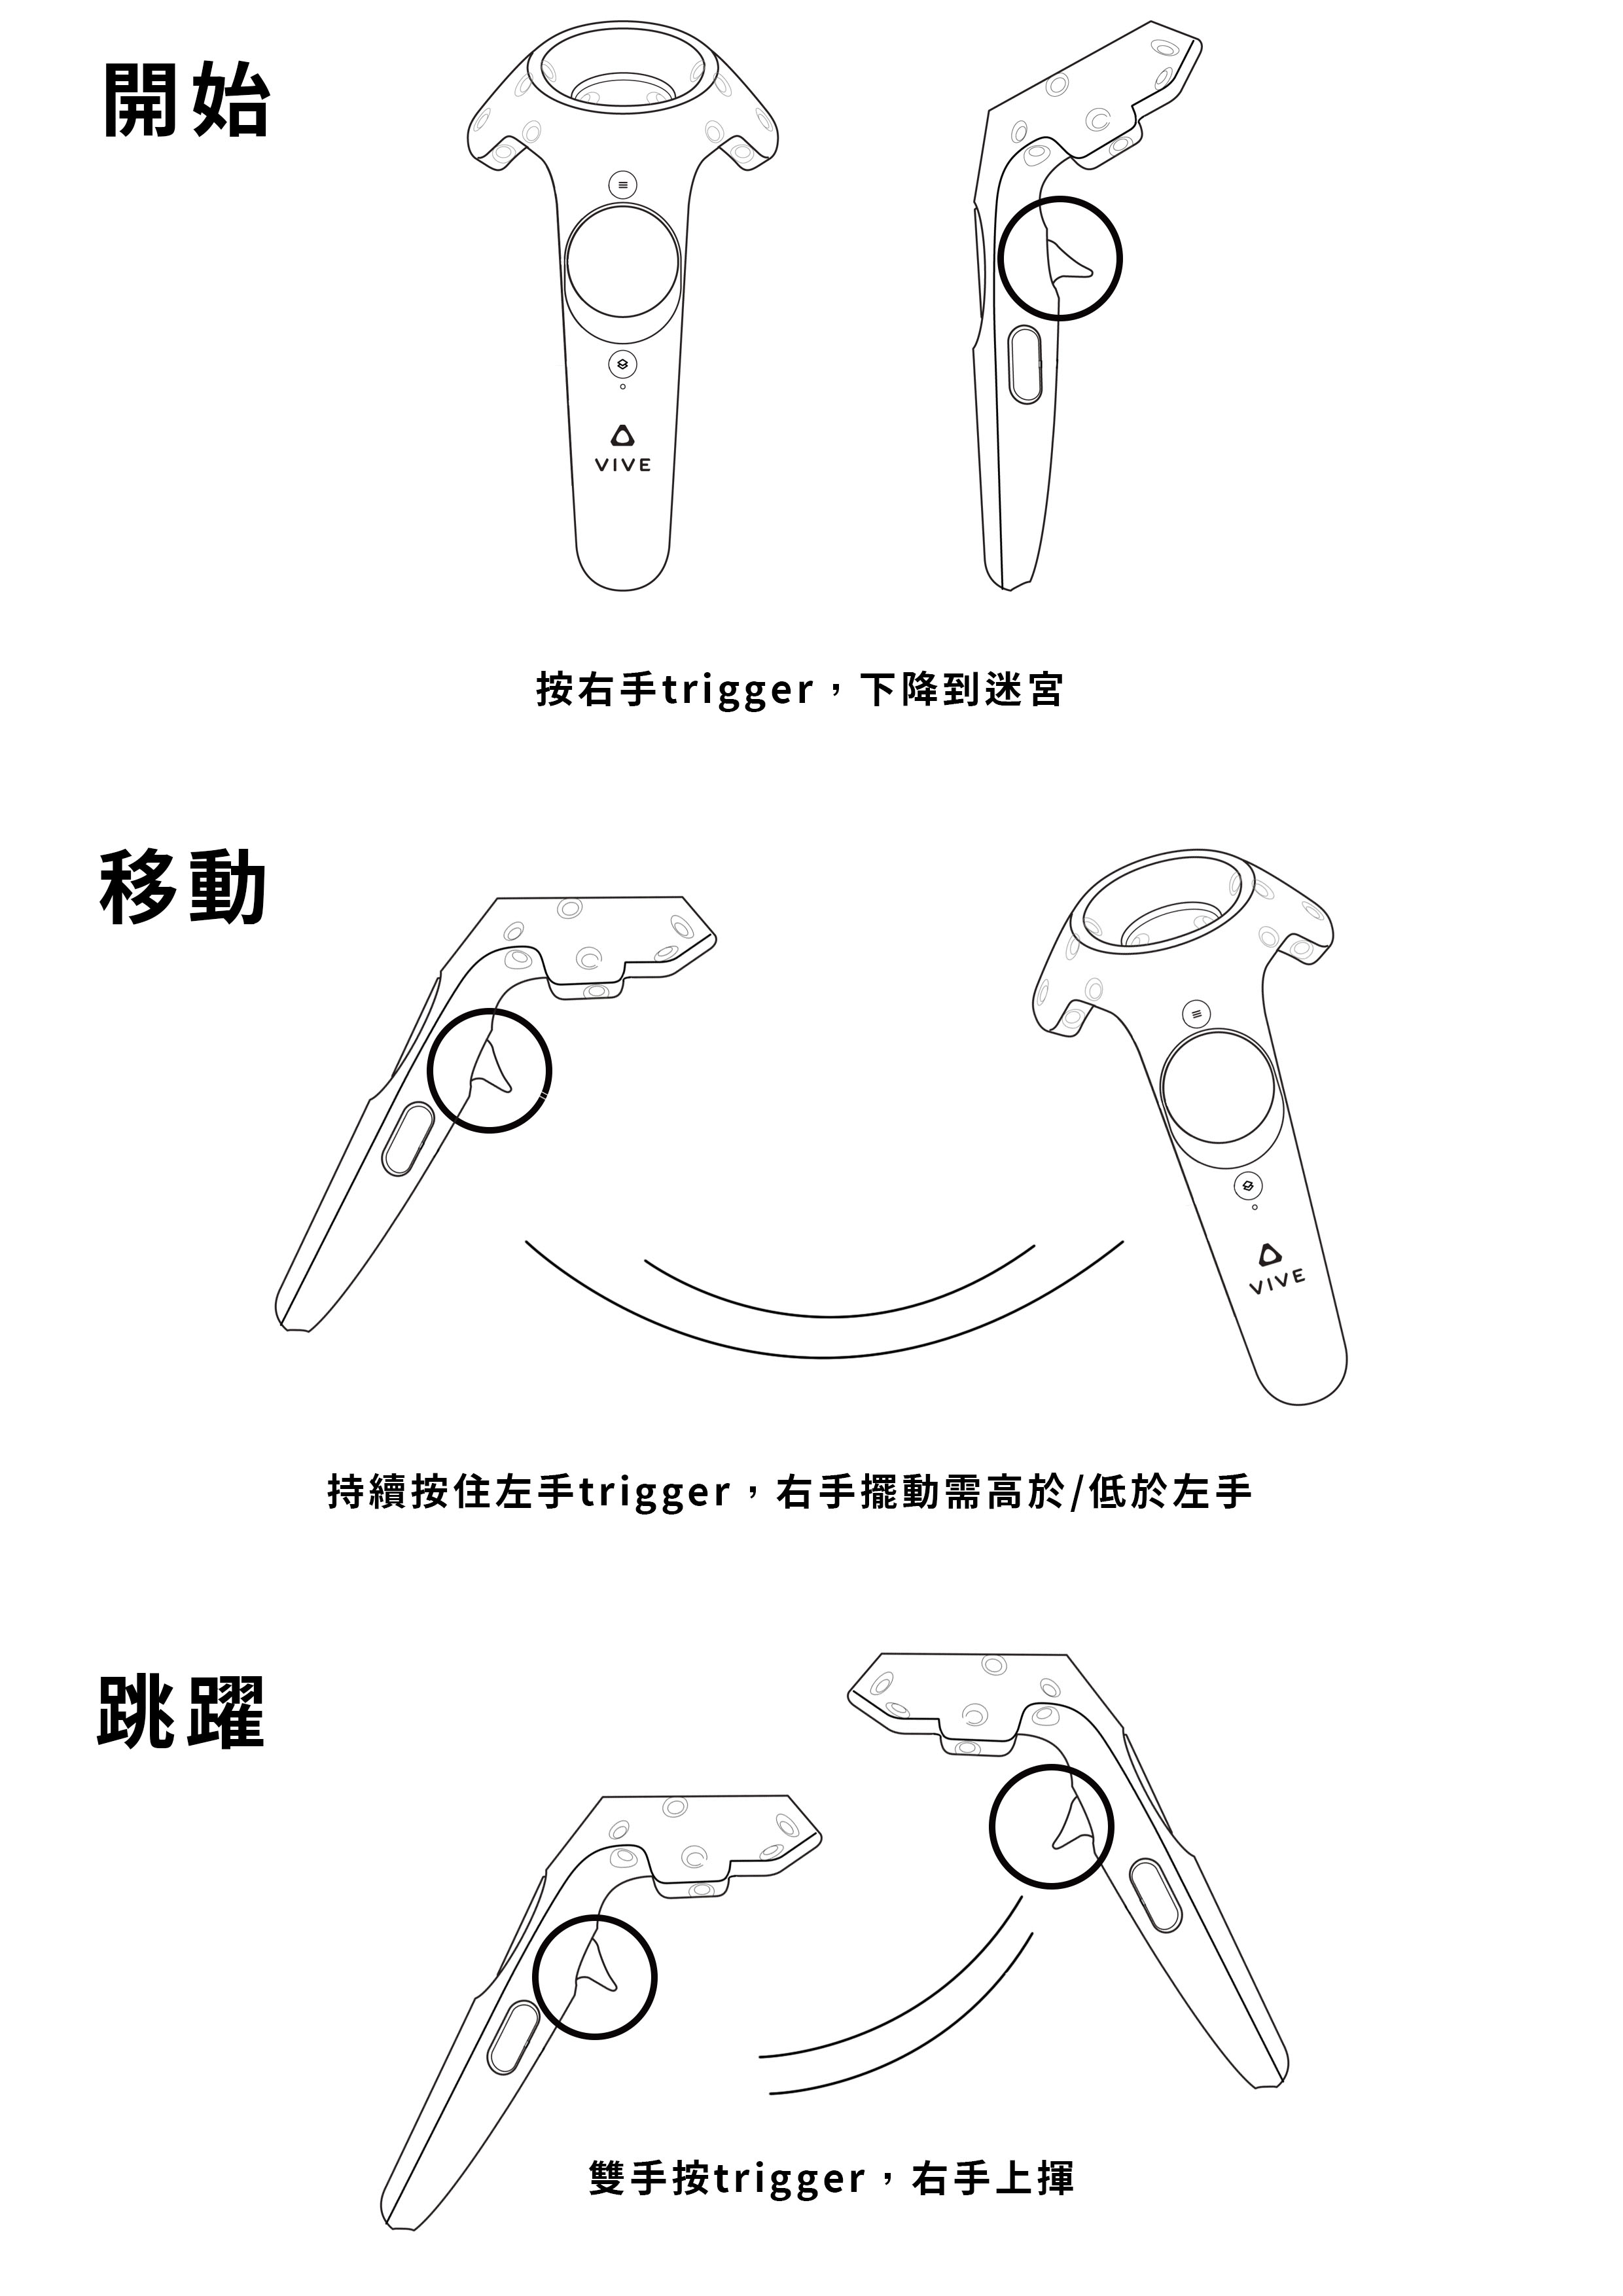 開始
VIVE
按右手trigger，下降到迷宮
移動
VIVE
持續按住左手trigger，右手擺動需高於/低於左手
跳躍
雙手按trigger，右手上揮